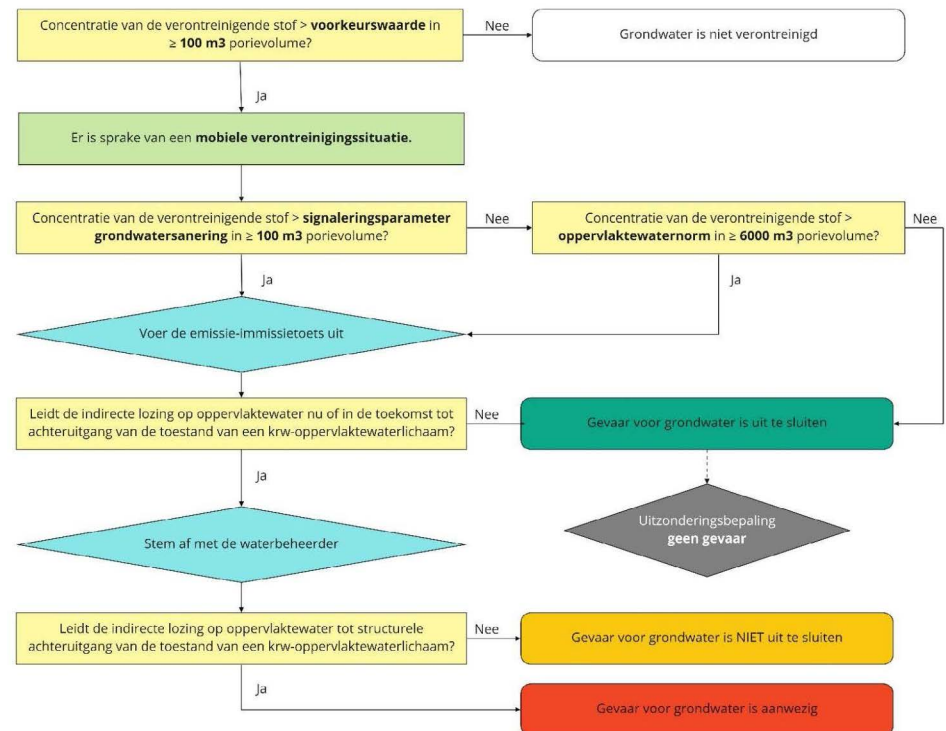 Concentratie van de verontreinigende stof > voorkeurswaarde in
≥ 100 m3 porievolume?
Nee
Grondwater is niet verontreinigd
Ja
Er is sprake van een mobiele verontreinigingssituatie.
Concentratie van de verontreinigende stof > signaleringsparameter
grondwatersanering in ≥ 100 m3 porievolume?
Nee
Concentratie van de verontreinigende stof >
oppervlaktewaternorm in ≥ 6000 m3 porievolume?
Nee
Ja
Ja
Voer de emissie-immissietoets uit
Leidt de indirecte lozing op oppervlaktewater nu of in de toekomst tot
achteruitgang van de toestand van een krw-oppervlaktewaterlichaam?
Nee
Gevaar voor grondwater is uit te sluiten
Ja
Uitzonderingsbepaling
geen gevaar
Stem af met de waterbeheerder
Leidt de indirecte lozing op oppervlaktewater tot structurele
achteruitgang van de toestand van een krw-oppervlaktewaterlichaam?
Nee
Gevaar voor grondwater is NIET uit te sluiten
Ja
Gevaar voor grondwater is aanwezig